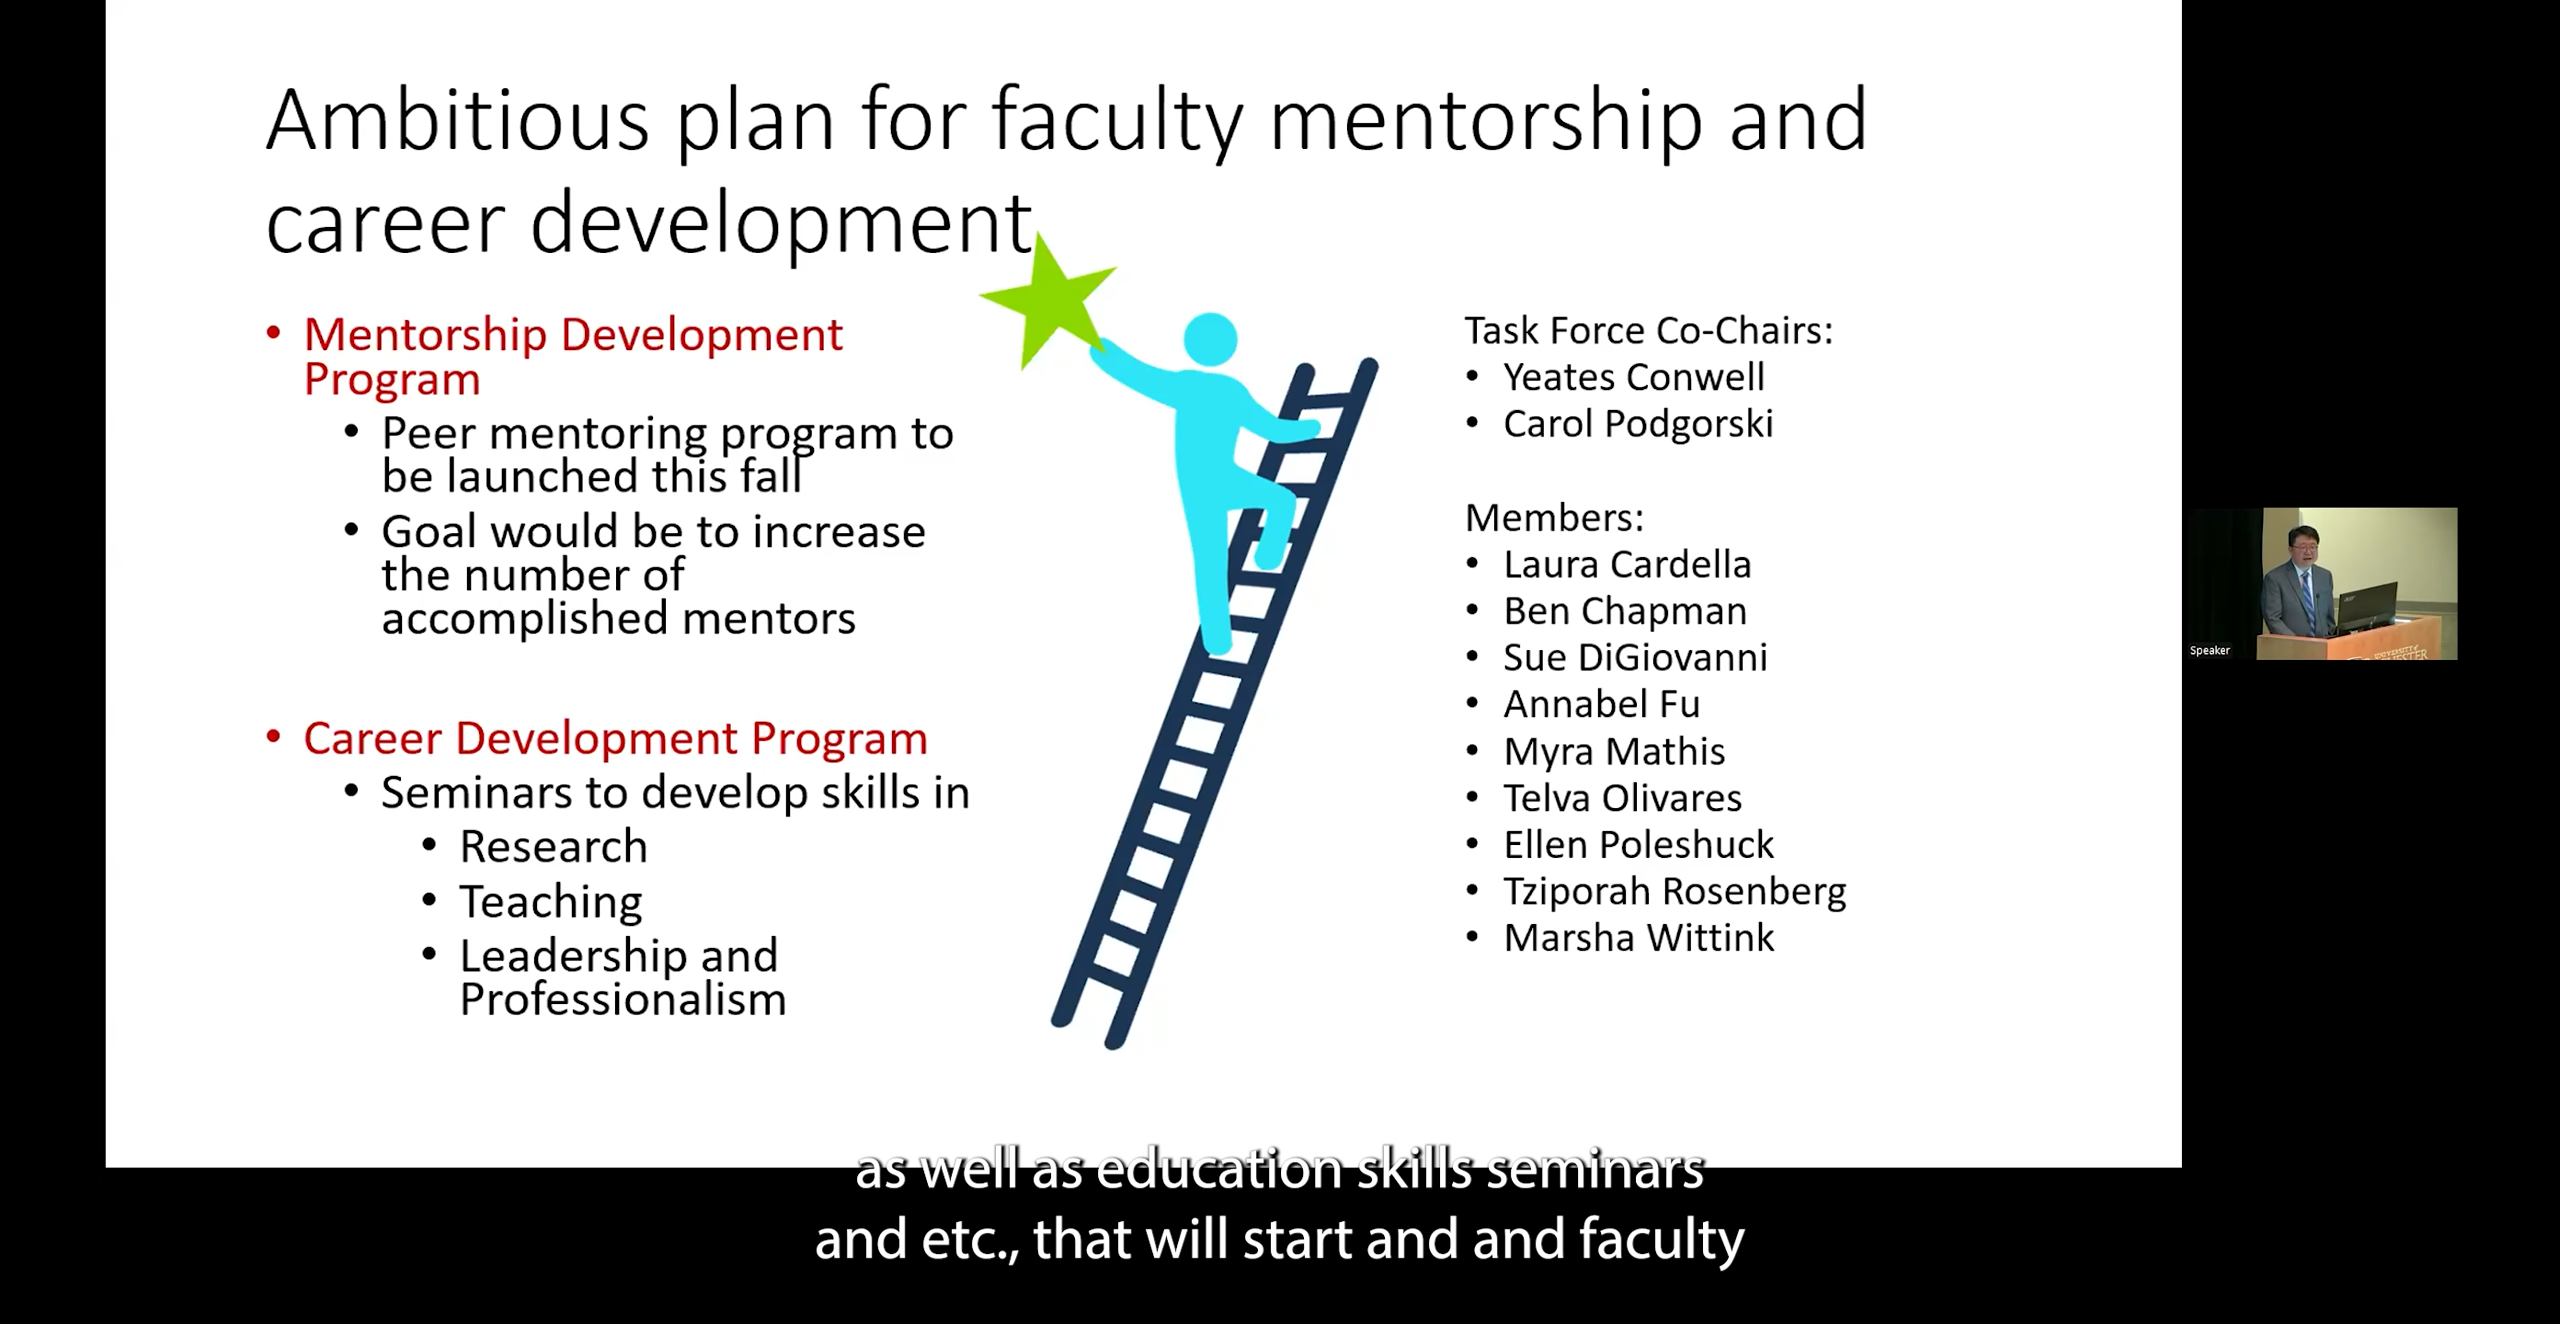 Ambitious plan for faculty mentorship and
career development
• Mentorship Development
Program
• Peer mentoring program to
be launched this fall
• Goal would be to increase
the number of
accomplished mentors
• Career Development Program
• Seminars to develop skills in
• Research
• Teaching
• Leadership and
Professionalism
Task Force Co-Chairs:
• Yeates Conwell
• Carol Podgorski
Members:
• Laura Cardella
• Ben Chapman
• Sue DiGiovanni
• Annabel Fu
• Myra Mathis
• Telva Olivares
• Ellen Poleshuck
• Tziporah Rosenberg
• Marsha Wittink
Speaker
as well as education skills seminars
and etc., that will start and and faculty